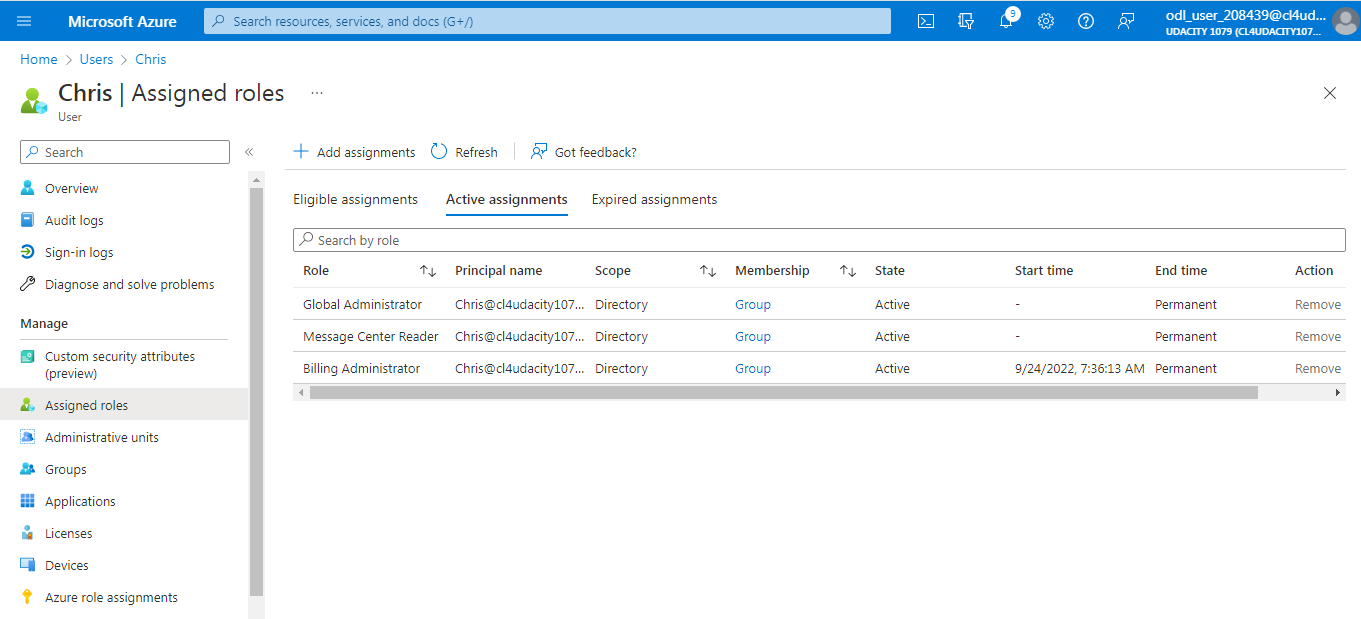 Microsoft Azure
Search resources, services, and docs (G+/)
9
odl_user_208439@cl4ud...
UDACITY 1079 (CL4UDACITY107...
Home > Users > Chris
Chris | Assigned roles ...
User
Search
«
Overview
Audit logs
Sign-in logs
Diagnose and solve problems
Manage
Custom security attributes
(preview)
Assigned roles
Administrative units
Groups
Applications
Licenses
Devices
Azure role assignments
Add assignments Refresh Got feedback?
Eligible assignments Active assignments Expired assignments
Search by role
Role Principal name Scope Membership State Start time End time Action
Global Administrator Chris@cl4udacity107... Directory Group Active - Permanent Remove
Message Center Reader Chris@cl4udacity107... Directory Group Active - Permanent Remove
Billing Administrator Chris@cl4udacity107... Directory Group Active 9/24/2022, 7:36:13 AM Permanent Remove